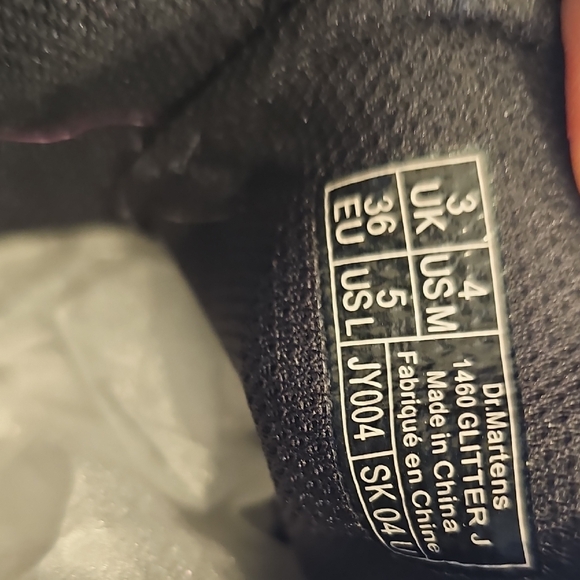 3 4
UK US M
36 5
EU US L
Dr.Martens
1460 GLITTER J
Made in China
Fabriqué en Chine
JY004 SK 04